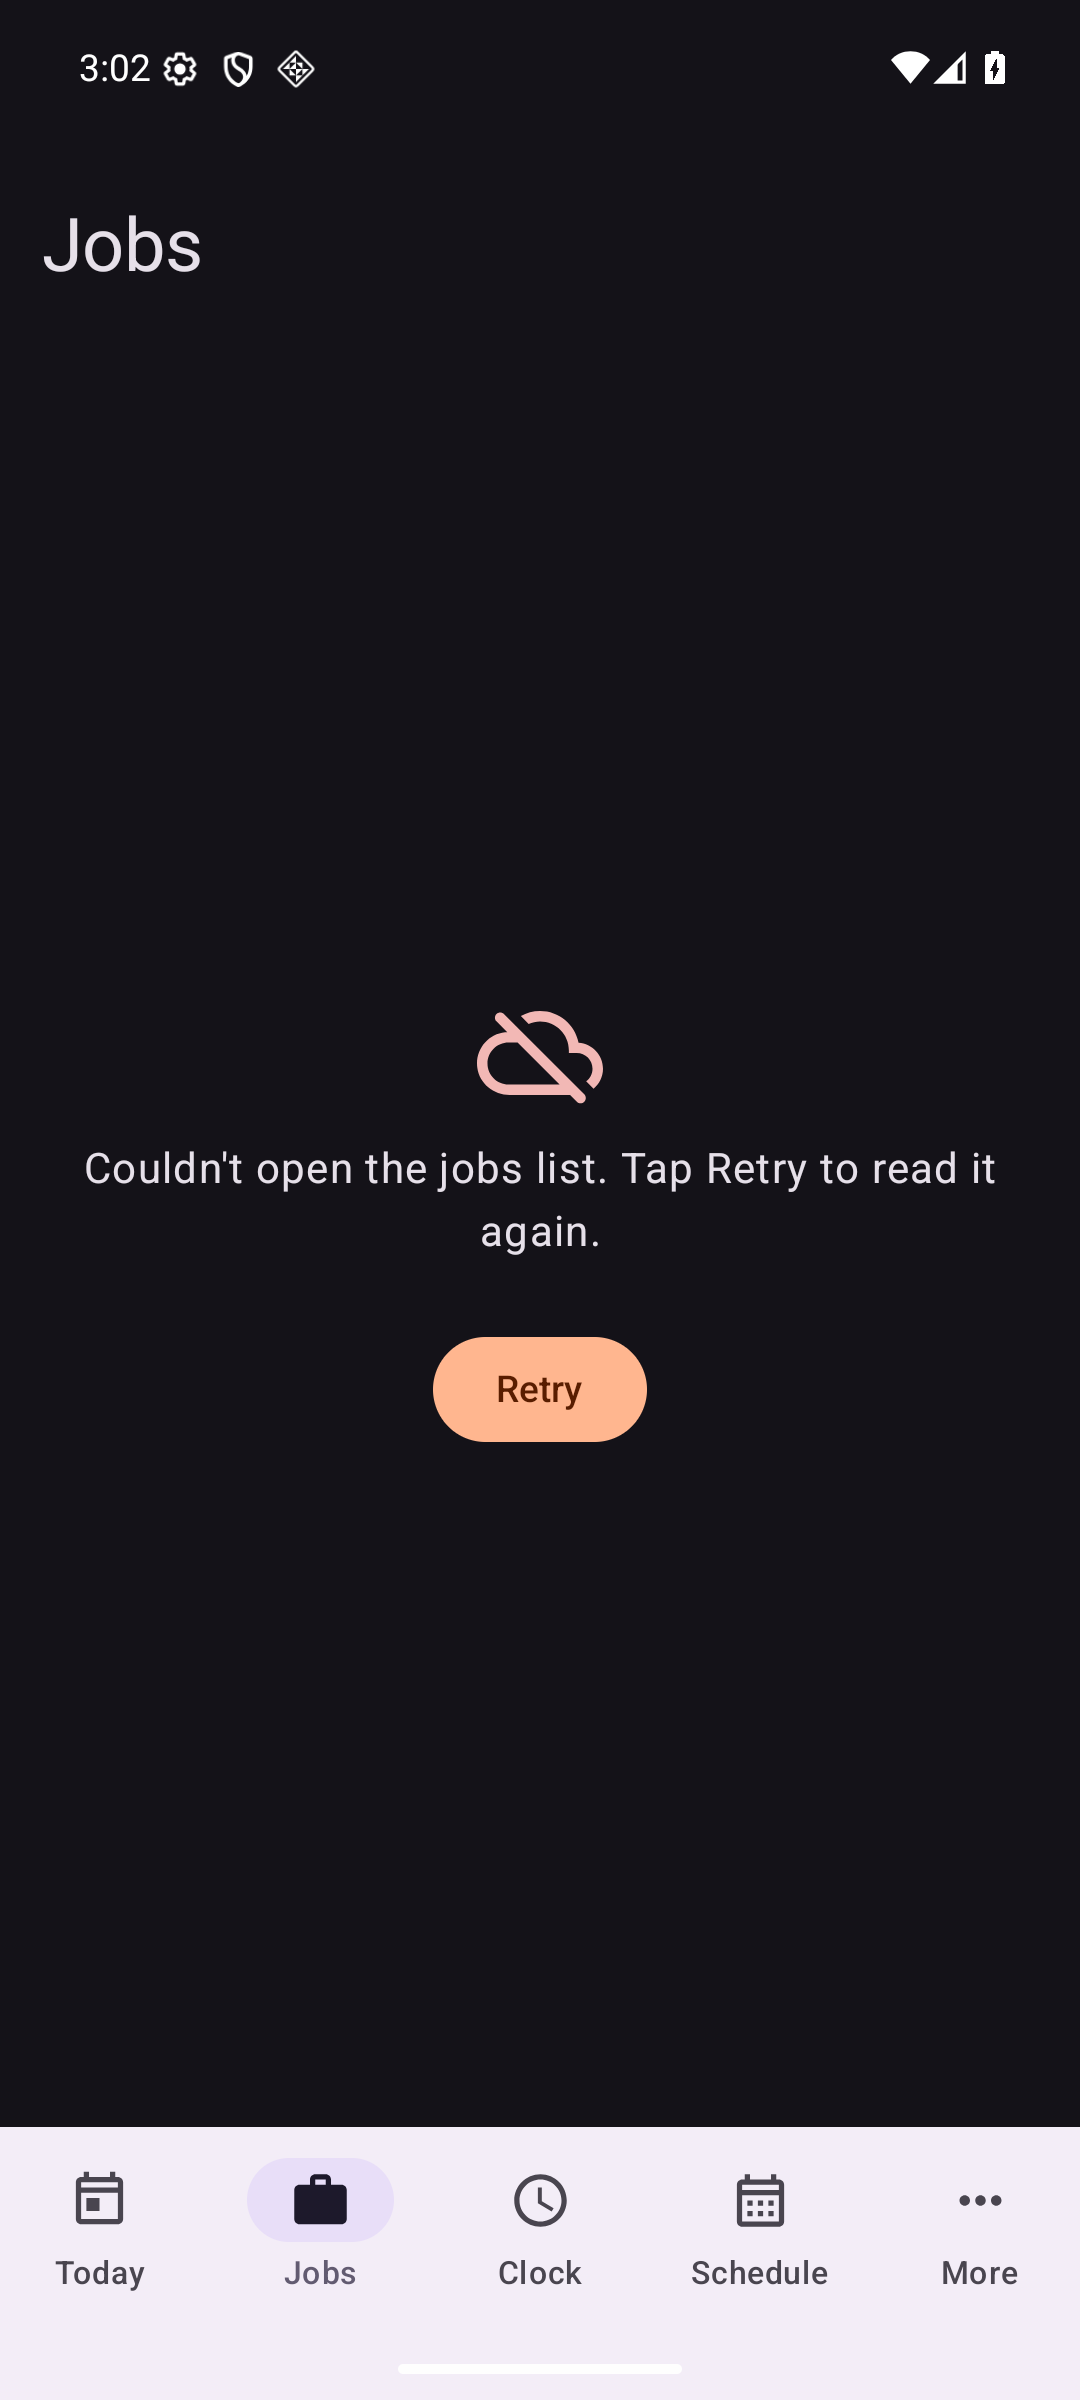 3:02
Jobs
Couldn't open the jobs list. Tap Retry to read it
again.
Retry
Today
Jobs
Clock
Schedule
More